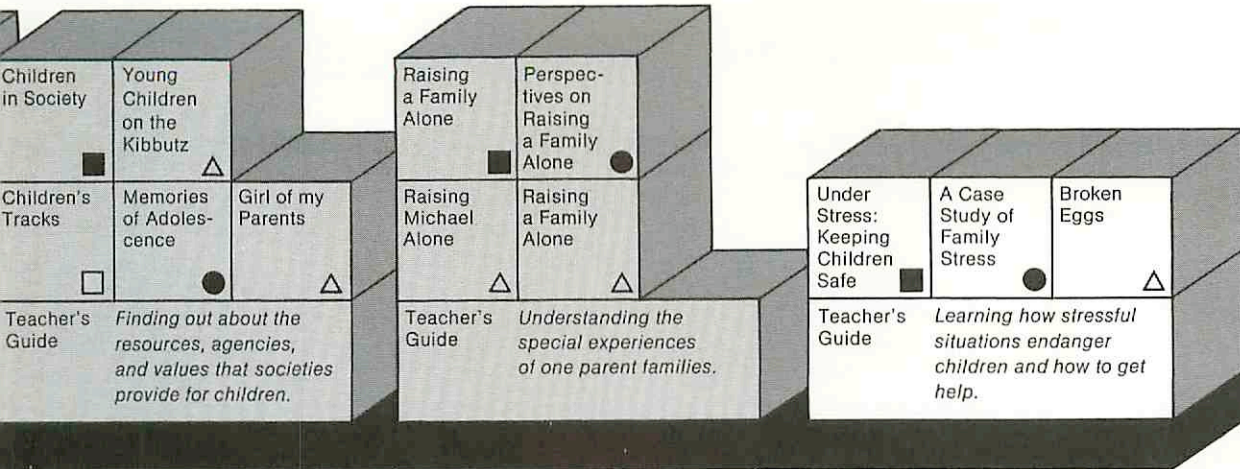 Children
in Society
Young
Children
on the
Kibbutz
Children's
Tracks
Memories
of Adoles-
cence
Girl of my
Parents
Teacher's
Guide
Finding out about the
resources, agencies,
and values that societies
provide for children.
Raising
a Family
Alone
Perspec-
tives on
Raising
a Family
Alone
Raising
Michael
Alone
Raising
a Family
Alone
Teacher's
Guide
Understanding the
special experiences
of one parent families.
Under
Stress:
Keeping
Children
Safe
A Case
Study of
Family
Stress
Broken
Eggs
Teacher's
Guide
Learning how stressful
situations endanger
children and how to get
help.